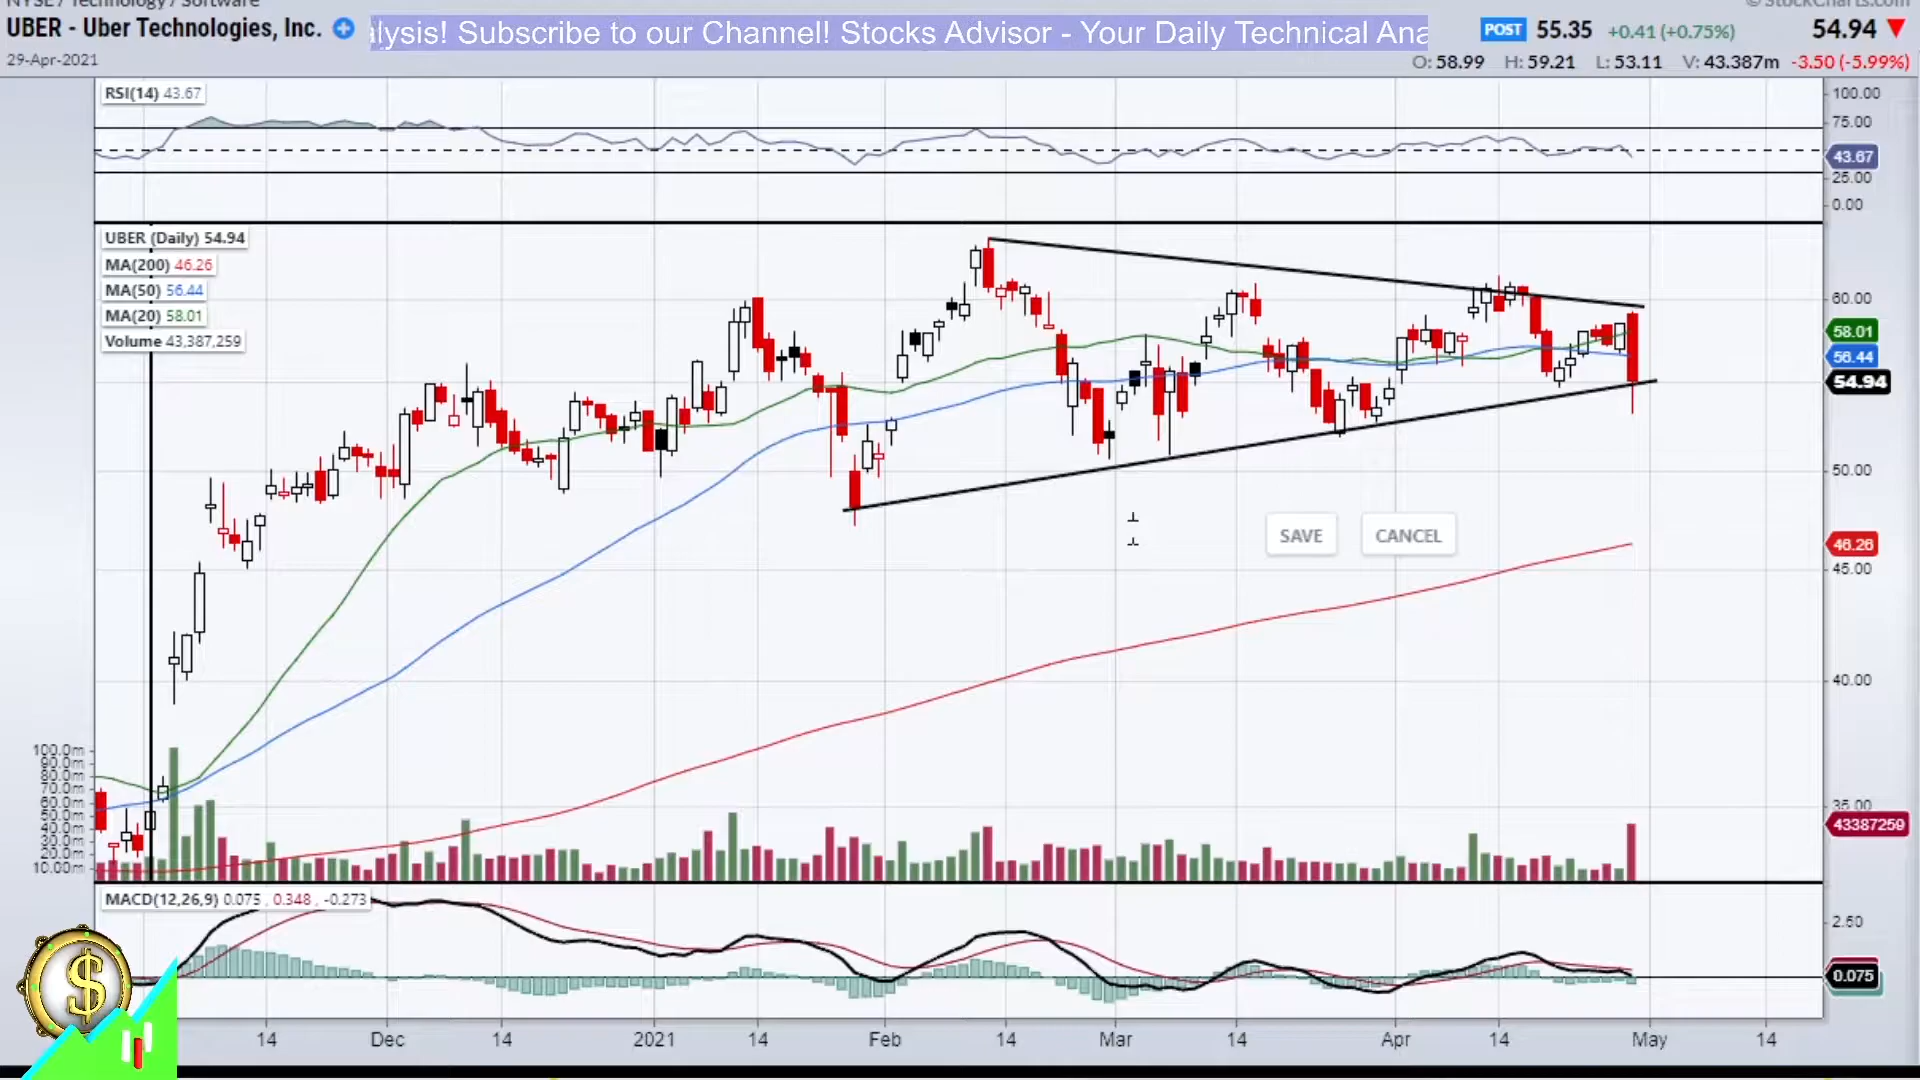 NYSE / Technology / Software
© StockCharts.com
UBER - Uber Technologies, Inc.
alysis! Subscribe to our Channel! Stocks Advisor - Your Daily Technical Ana
POST 55.35 +0.41 (+0.75%) 54.94
29-Apr-2021
O: 58.99 H: 59.21 L: 53.11 V: 43.387m -3.50 (-5.99%)
RSI(14) 43.67
100.00
75.00
43.67
25.00
0.00
UBER (Daily) 54.94
MA(200) 46.26
MA(50) 56.44
MA(20) 58.01
Volume 43,387,259
60.00
58.01
56.44
54.94
50.00
SAVE
CANCEL
46.26
45.00
40.00
35.00
43387259
100.0m
90.0m
80.0m
70.0m
60.0m
50.0m
40.0m
30.0m
20.0m
10.00m
MACD(12,26,9) 0.075 , 0.348 , -0.273
2.50
0.075
$
14 Dec 14 2021 14 Feb 14 Mar 14 Apr 14 May 14